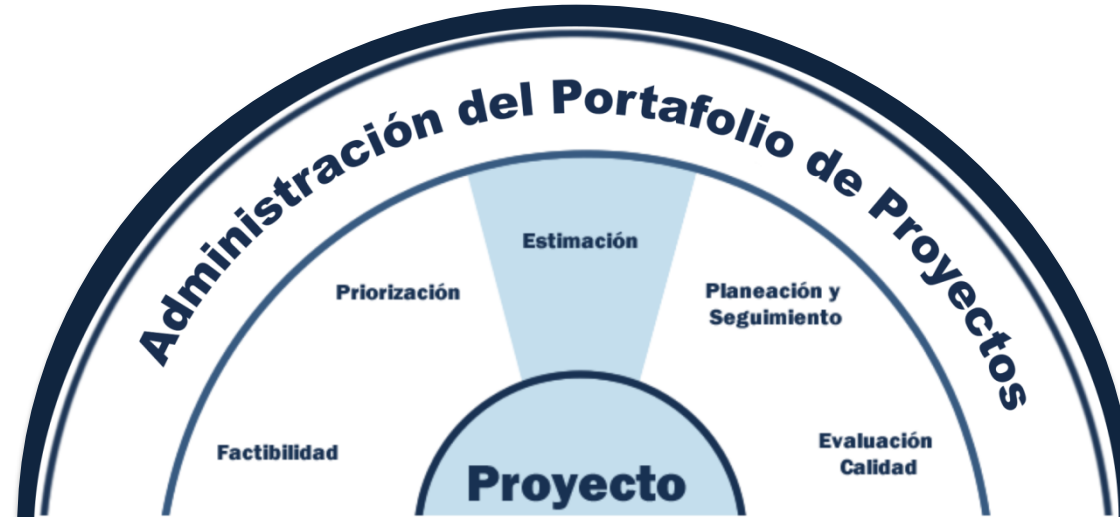 Administración del Portafolio de Proyectos
Estimación
Priorización
Planeación y
Seguimiento
Factibilidad
Evaluación
Calidad
Proyecto